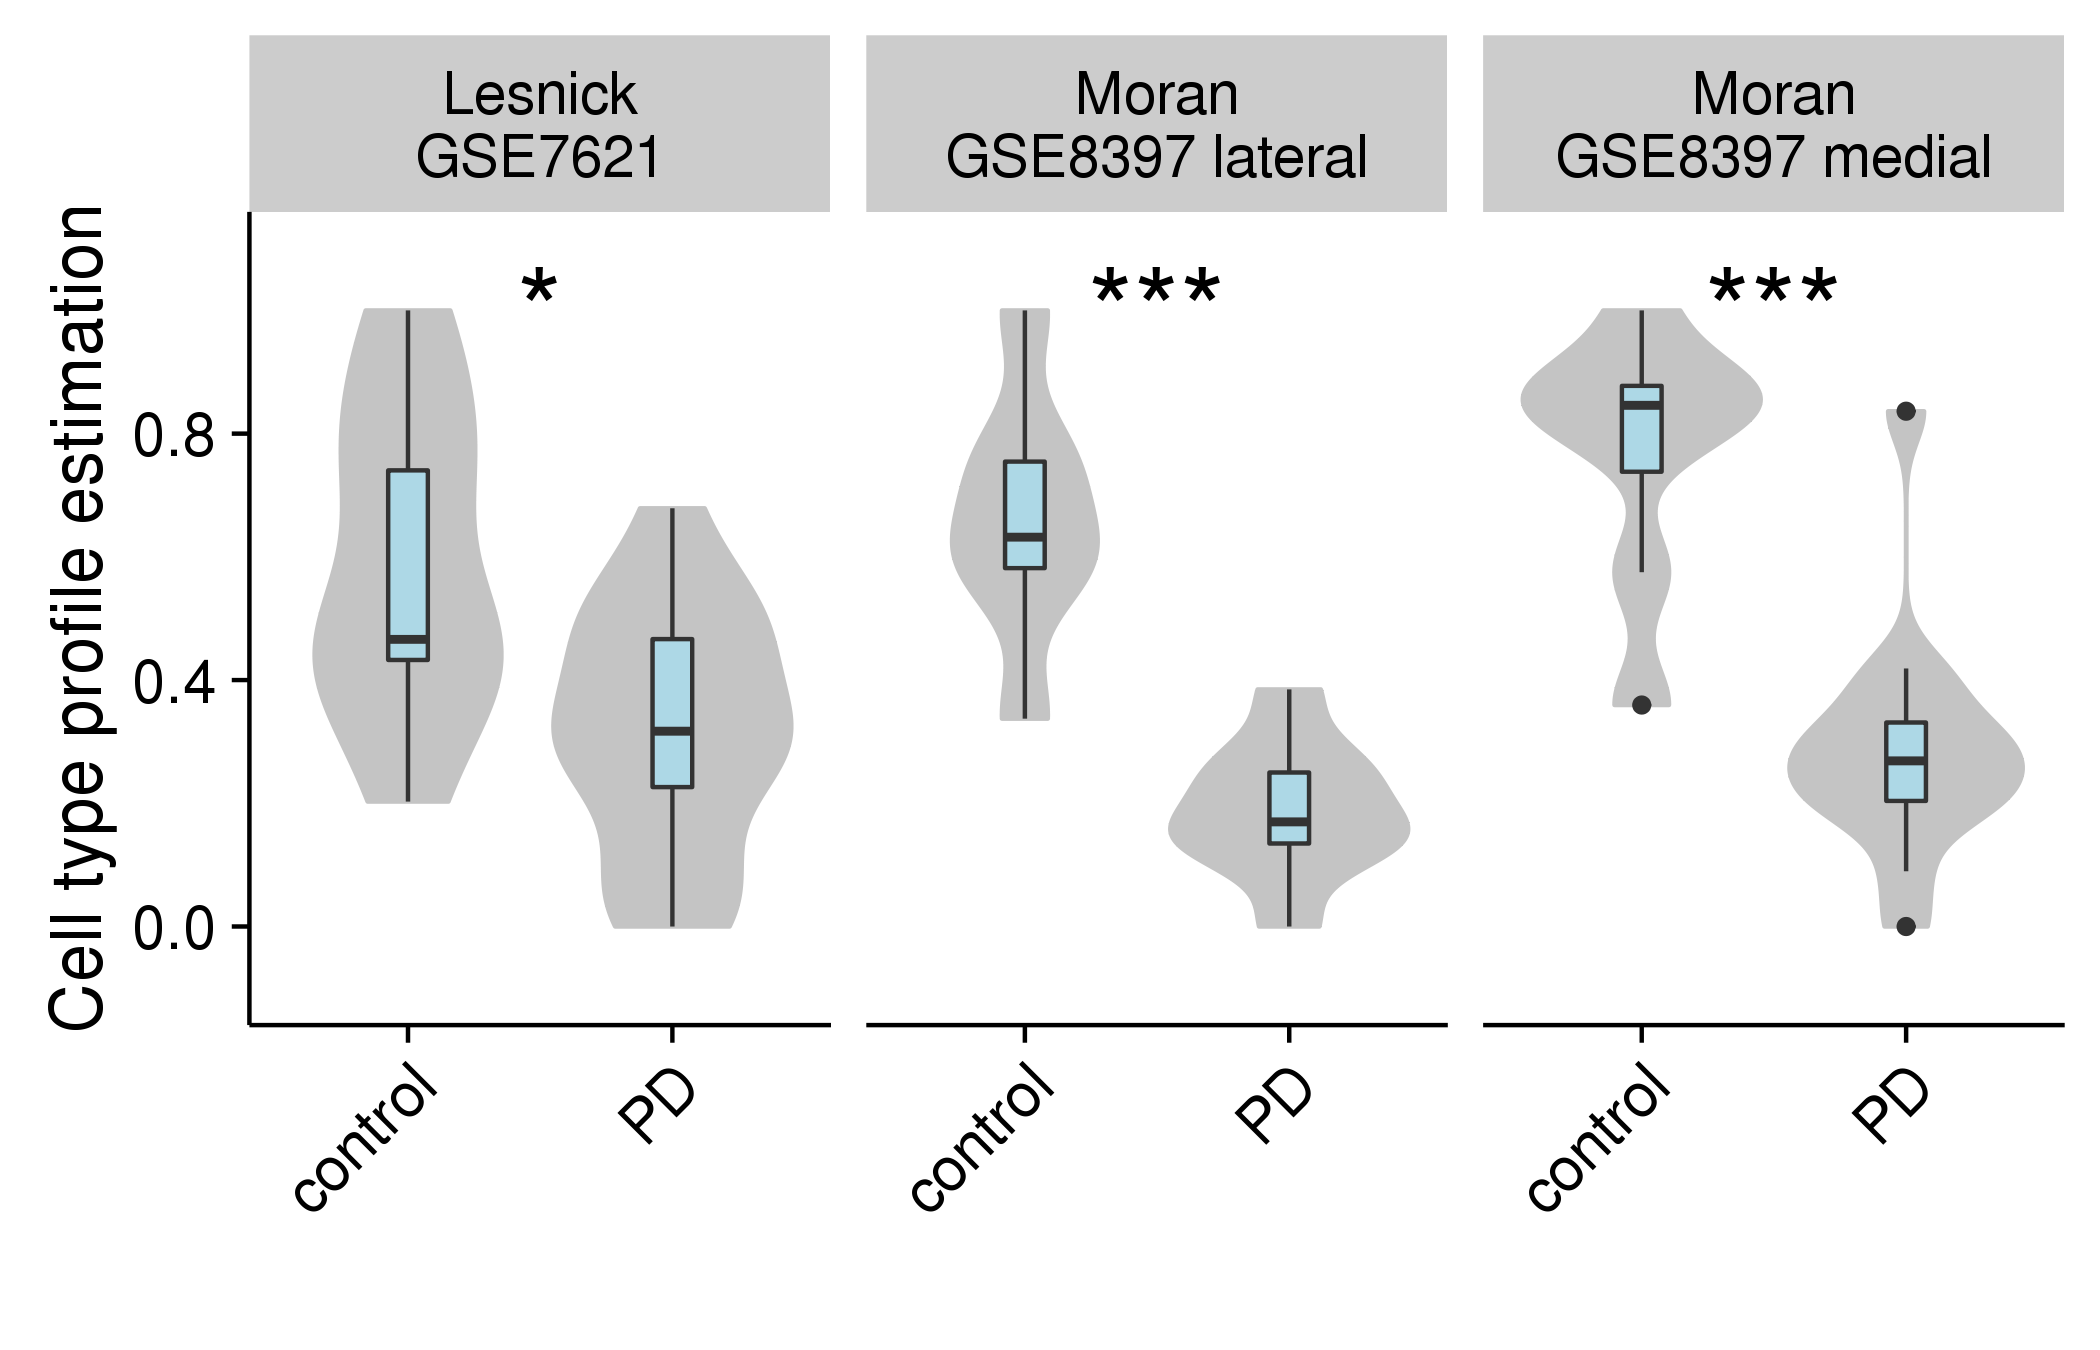 Lesnick
GSE7621
Moran
GSE8397 lateral
Moran
GSE8397 medial
*
***
***
Cell type profile estimation
0.8
0.4
0.0
control
PD
control
PD
control
PD